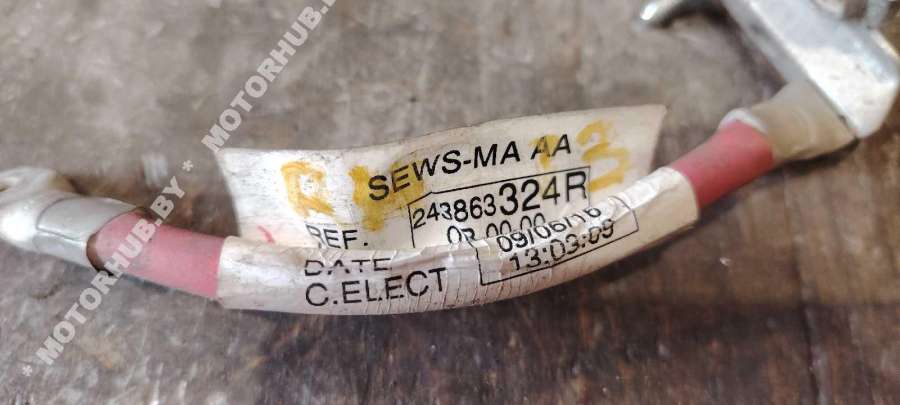 * MOTORHUB.BY * MOTORHUB.BY
SEWS-MA AA
243863324R
REF.
DATE 09/06/16
C.ELECT 13:03:09